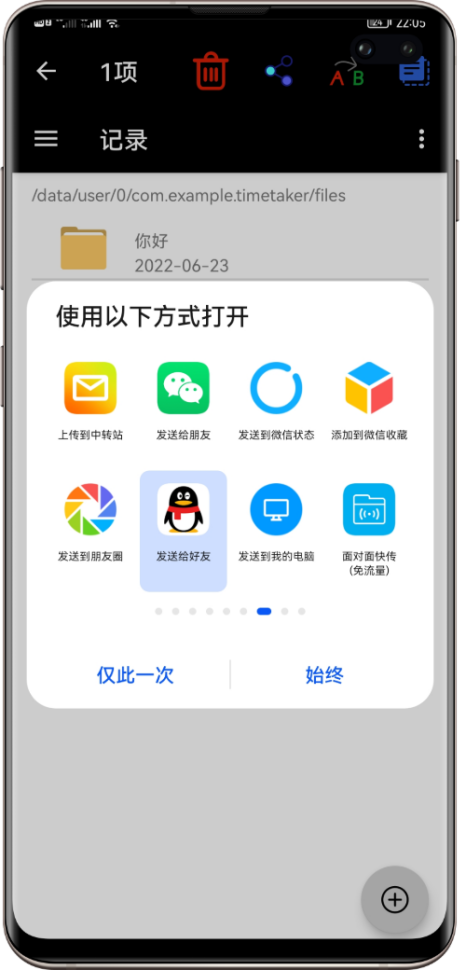 22:05
1项
A B
记录
/data/user/0/com.example.timetaker/files
你好
2022-06-23
使用以下方式打开
上传到中转站
发送给朋友
发送到微信状态
添加到微信收藏
发送到朋友圈
发送给好友
发送到我的电脑
面对面快传
(免流量)
仅此一次
始终